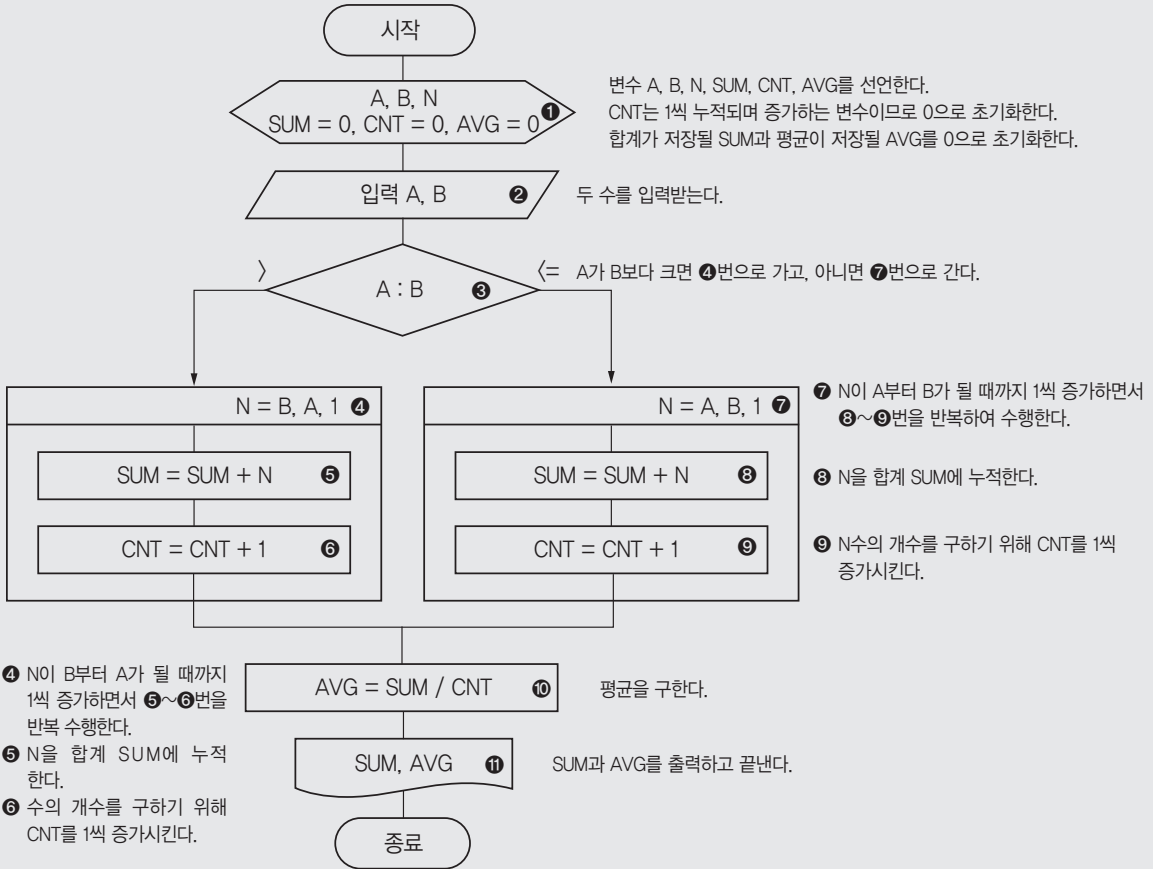 시작
A, B, N
SUM = 0, CNT = 0, AVG = 0 ❶
변수 A, B, N, SUM, CNT, AVG를 선언한다.
CNT는 1씩 누적되며 증가하는 변수이므로 0으로 초기화한다.
합계가 저장될 SUM과 평균이 저장될 AVG를 0으로 초기화한다.
입력 A, B ❷
두 수를 입력받는다.
〉
A : B ❸
〈=
A가 B보다 크면 ❹번으로 가고, 아니면 ❼번으로 간다.
N = B, A, 1 ❹
SUM = SUM + N ❺
CNT = CNT + 1 ❻
N = A, B, 1 ❼
SUM = SUM + N ❽
CNT = CNT + 1 ❾
❼ N이 A부터 B가 될 때까지 1씩 증가하면서
❽～❾번을 반복하여 수행한다.
❽ N을 합계 SUM에 누적한다.
❾ N수의 개수를 구하기 위해 CNT를 1씩
증가시킨다.
❹ N이 B부터 A가 될 때까지
1씩 증가하면서 ❺～❻번을
반복 수행한다.
❺ N을 합계 SUM에 누적
한다.
❻ 수의 개수를 구하기 위해
CNT를 1씩 증가시킨다.
AVG = SUM / CNT ❿
평균을 구한다.
SUM, AVG ⓫
SUM과 AVG를 출력하고 끝낸다.
종료